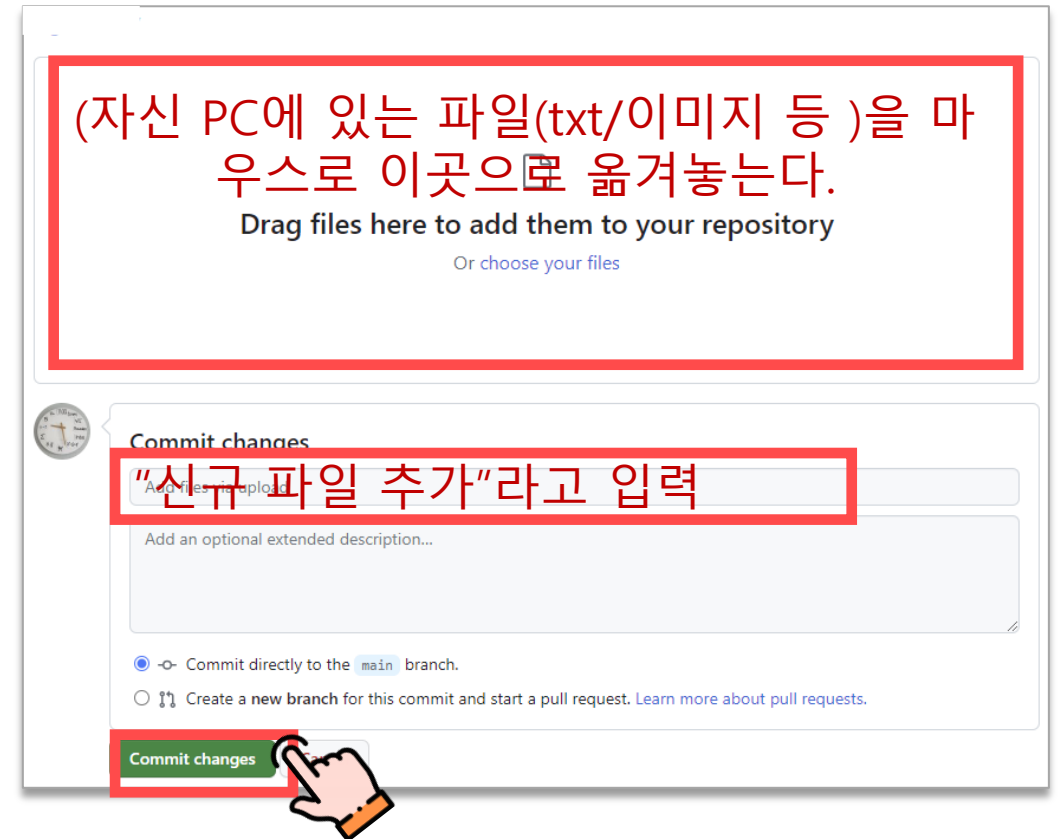 (자신 PC에 있는 파일(txt/이미지 등 )을 마
우스로 이곳으로 옮겨놓는다.
Drag files here to add them to your repository
Or choose your files
Commit changes
Add files via upload
"신규 파일 추가"라고 입력
Add an optional extended description...
Commit directly to the main branch.
Create a new branch for this commit and start a pull request. Learn more about pull requests.
Commit changes